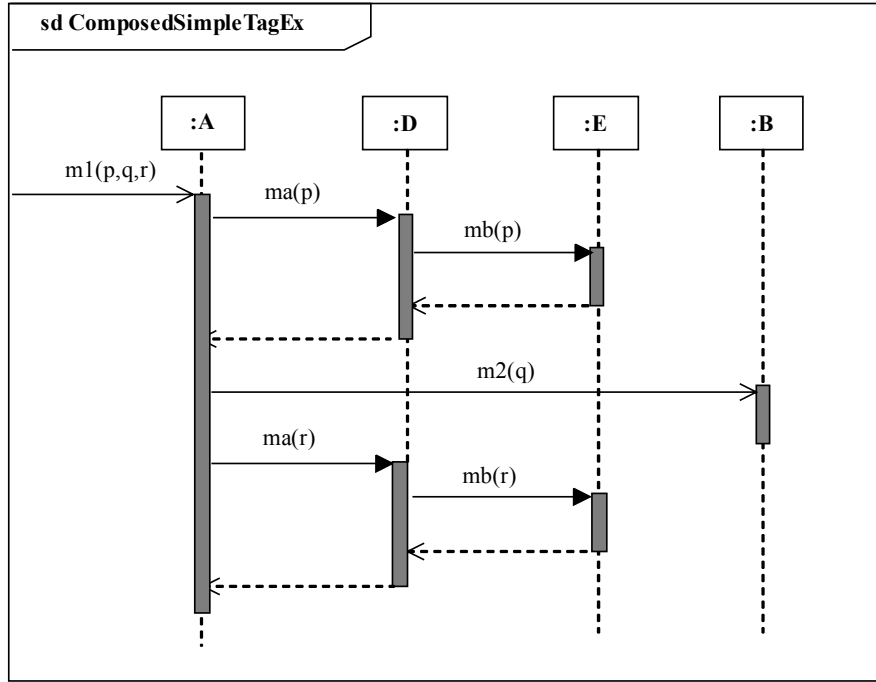 sd ComposedSimpleTagEx
:A
:D
:E
:B
m1(p,q,r)
ma(p)
mb(p)
m2(q)
ma(r)
mb(r)